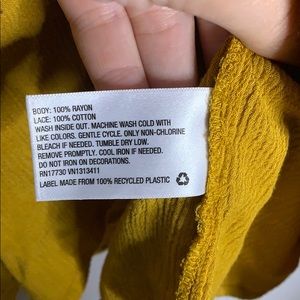 BODY: 100% RAYON
LACE: 100% COTTON
WASH INSIDE OUT. MACHINE WASH COLD WITH
LIKE COLORS. GENTLE CYCLE. ONLY NON-CHLORINE
BLEACH IF NEEDED. TUMBLE DRY LOW.
REMOVE PROMPTLY. COOL IRON IF NEEDED.
DO NOT IRON ON DECORATIONS.
RN17730 VN1313411
LABEL MADE FROM 100% RECYCLED PLASTIC